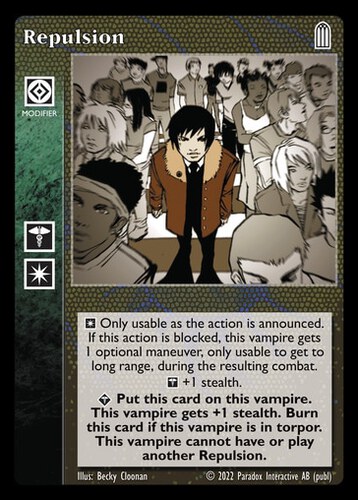 Repulsion
MODIFIER
Only usable as the action is announced.
If this action is blocked, this vampire gets
1 optional maneuver, only usable to get to
long range, during the resulting combat.
+1 stealth.
Put this card on this vampire.
This vampire gets +1 stealth. Burn
this card if this vampire is in torpor.
This vampire cannot have or play
another Repulsion.
Illus: Becky Cloonan © 2022 Paradox Interactive AB (publ)